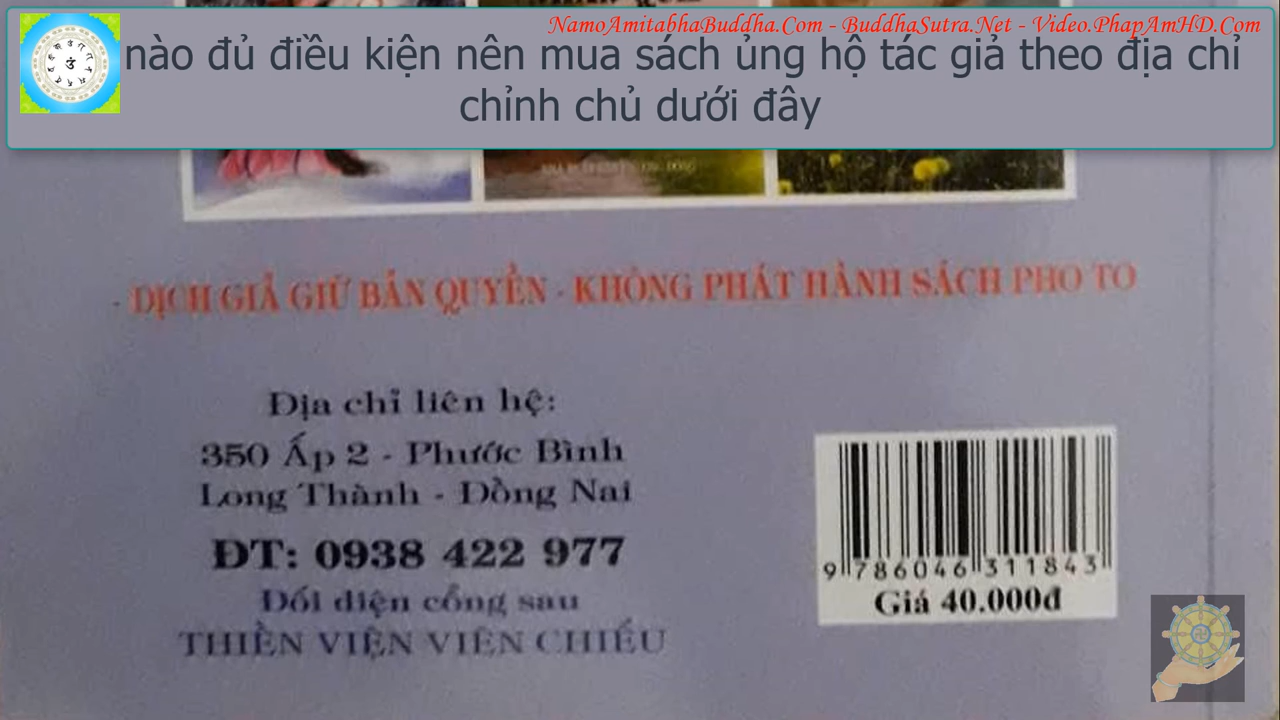 NamoAmitabhaBuddha.Com - BuddhaSutra.Net - Video.PhapAmHD.Com
nào đủ điều kiện nên mua sách ủng hộ tác giả theo địa chỉ
chỉnh chủ dưới đây
- DỊCH GIẢ GIỮ BẢN QUYỀN - KHÔNG PHÁT HÀNH SÁCH PHO TO
Địa chỉ liên hệ:
350 Ấp 2 - Phước Bình
Long Thành - Đồng Nai
ĐT: 0938 422 977
Đối diện cổng sau
THIỀN VIỆN VIÊN CHIẾU
9 786046 311843
Giá 40.000đ